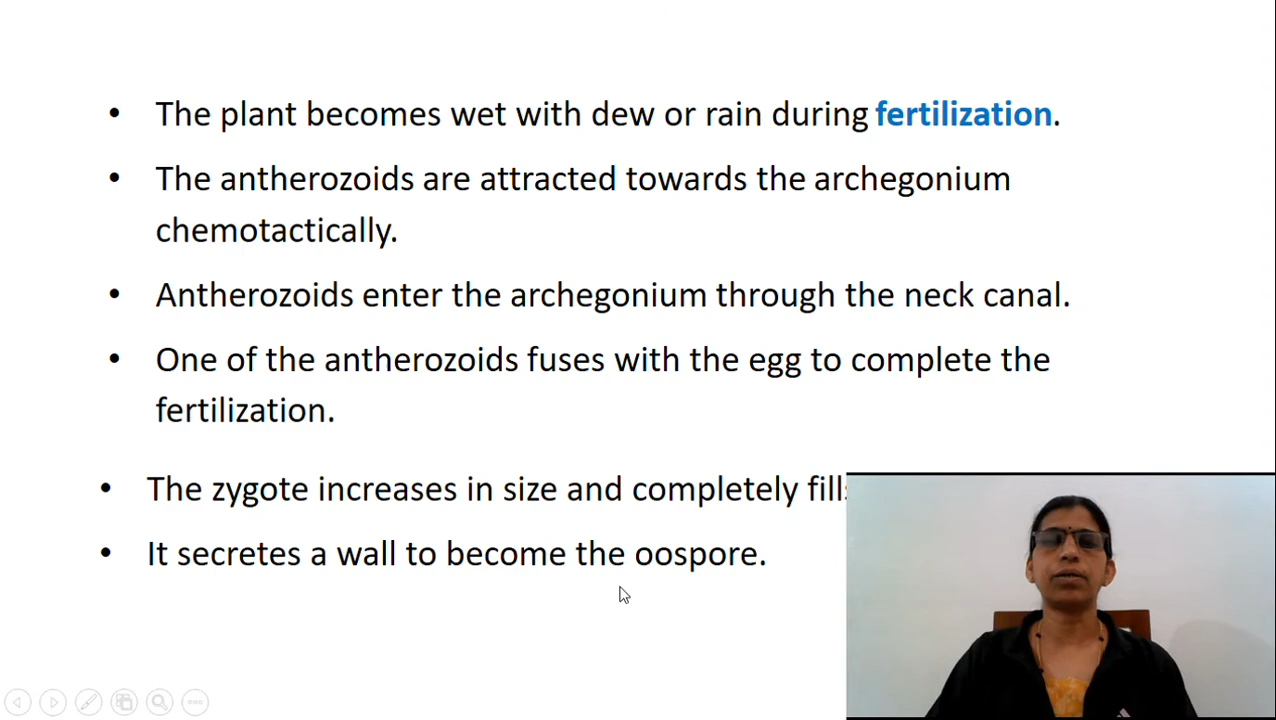 • The plant becomes wet with dew or rain during fertilization.
• The antherozoids are attracted towards the archegonium
chemotactically.
• Antherozoids enter the archegonium through the neck canal.
• One of the antherozoids fuses with the egg to complete the
fertilization.
• The zygote increases in size and completely fills
• It secretes a wall to become the oospore.